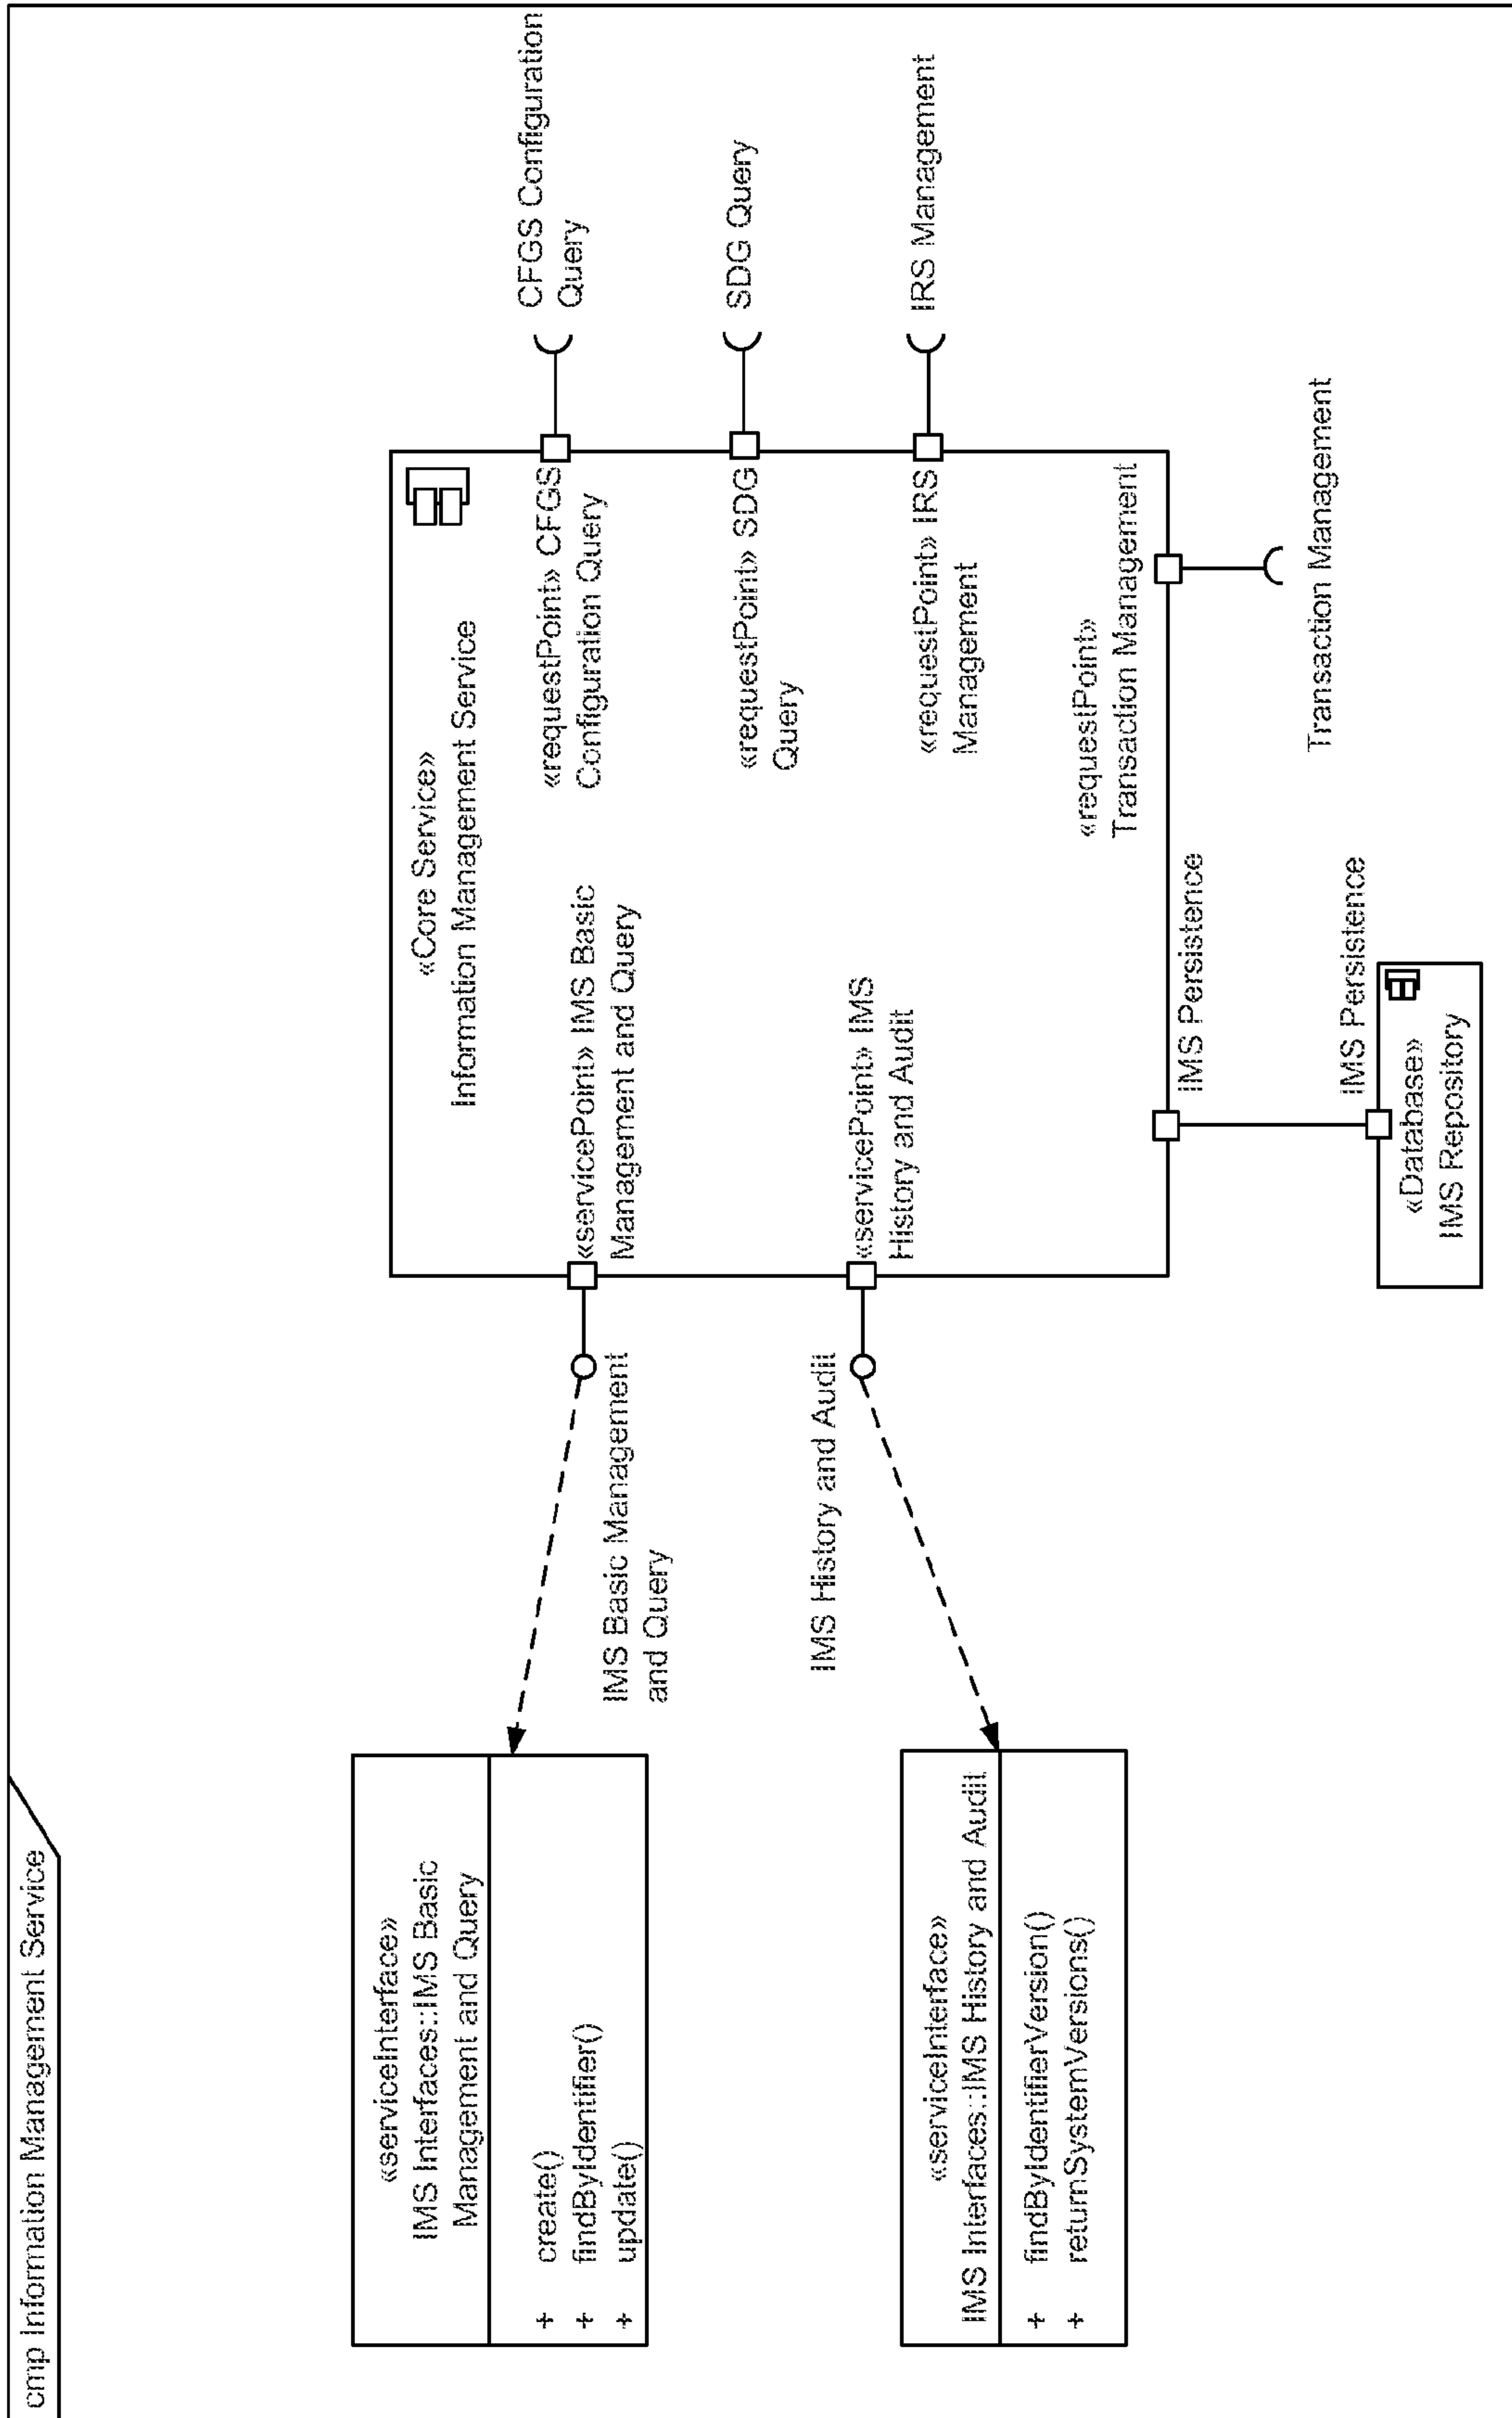 cmp Information Management Service
«serviceInterface»
IMS Interfaces::IMS Basic
Management and Query
+ create()
+ findByIdentifier()
+ update()
«serviceInterface»
IMS Interfaces::IMS History and Audit
+ findByIdentifierVersion()
+ returnSystemVersions()
IMS Basic Management
and Query
IMS History and Audit
«Core Service»
Information Management Service
«servicePoint» IMS Basic
Management and Query
«servicePoint» IMS
History and Audit
«requestPoint» CFGS
Configuration Query
«requestPoint» SDG
Query
«requestPoint» IRS
Management
«requestPoint»
Transaction Management
CFGS Configuration
Query
SDG Query
IRS Management
IMS Persistence
Transaction Management
IMS Persistence
«Database»
IMS Repository